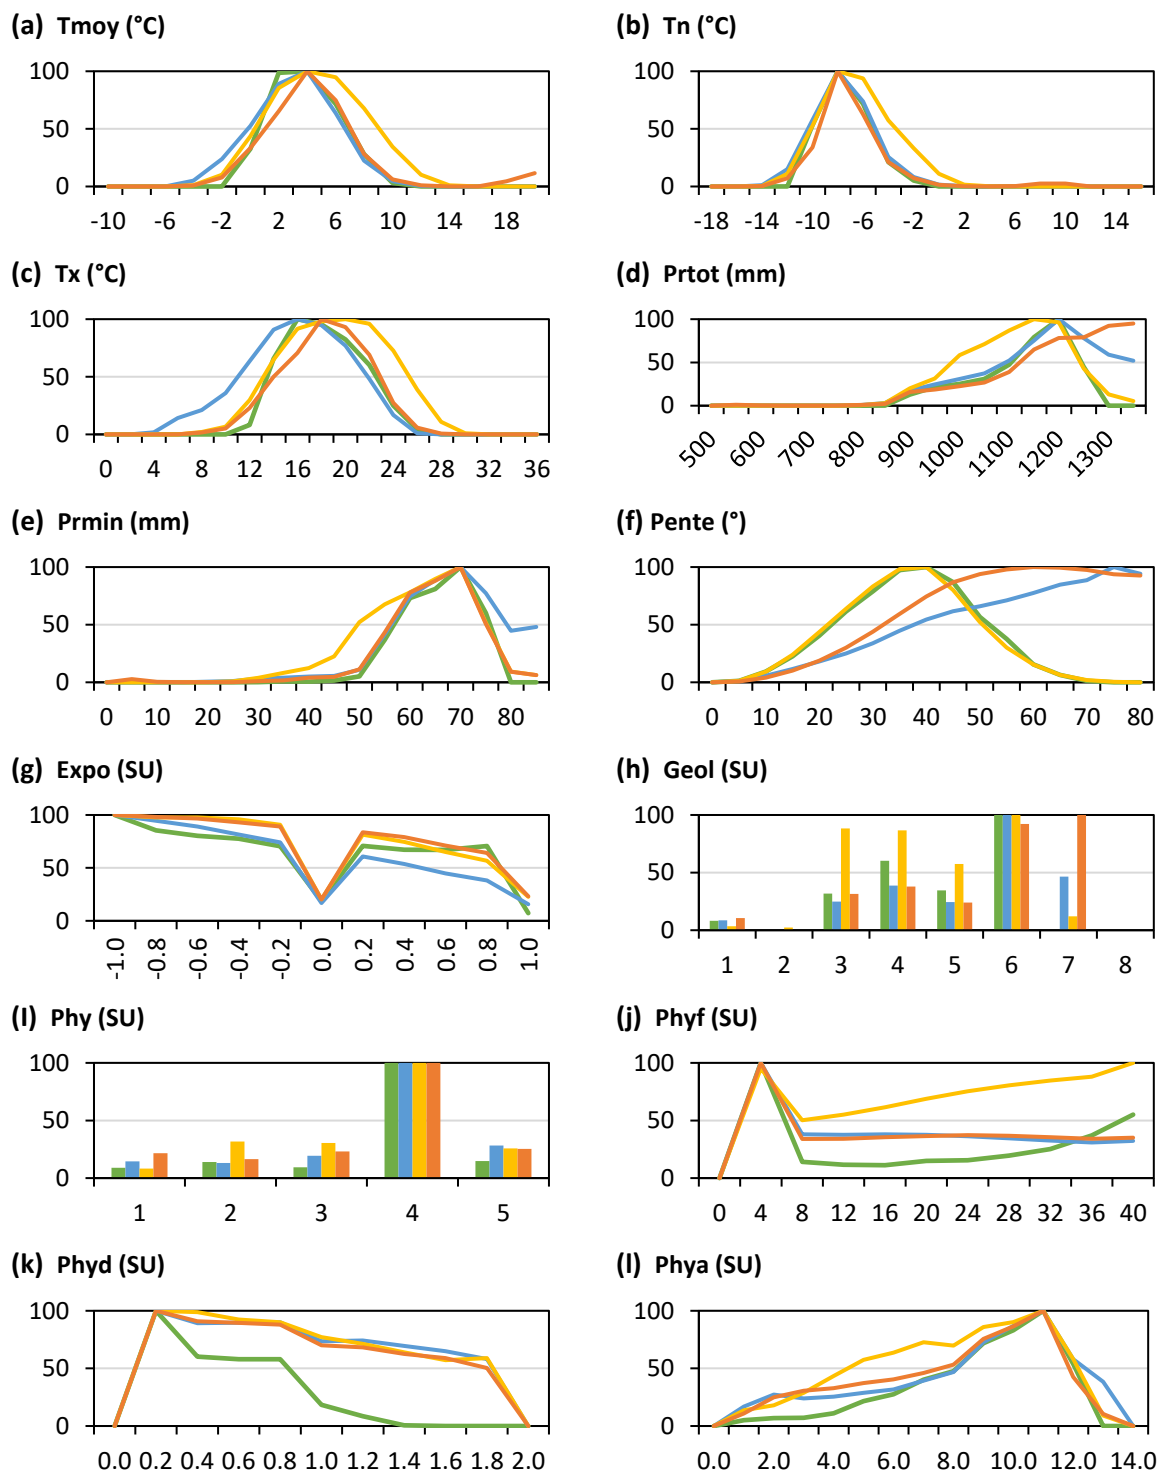 (a) Tmoy (°C)
(b) Tn (°C)
100
50
0
-10 -6 -2 2 6 10 14 18
100
50
0
-18 -14 -10 -6 -2 2 6 10 14
(c) Tx (°C)
(d) Prtot (mm)
100
50
0
0 4 8 12 16 20 24 28 32 36
100
50
0
500 600 700 800 900 1000 1100 1200 1300
(e) Prmin (mm)
(f) Pente (°)
100
50
0
0 10 20 30 40 50 60 70 80
100
50
0
0 10 20 30 40 50 60 70 80
(g) Expo (SU)
(h) Geol (SU)
100
50
0
-1.0 -0.8 -0.6 -0.4 -0.2 0.0 0.2 0.4 0.6 0.8 1.0
100
50
0
1 2 3 4 5 6 7 8
(I) Phy (SU)
(j) Phyf (SU)
100
50
0
1 2 3 4 5
100
50
0
0 4 8 12 16 20 24 28 32 36 40
(k) Phyd (SU)
(l) Phya (SU)
100
50
0
0.0 0.2 0.4 0.6 0.8 1.0 1.2 1.4 1.6 1.8 2.0
100
50
0
0.0 2.0 4.0 6.0 8.0 10.0 12.0 14.0